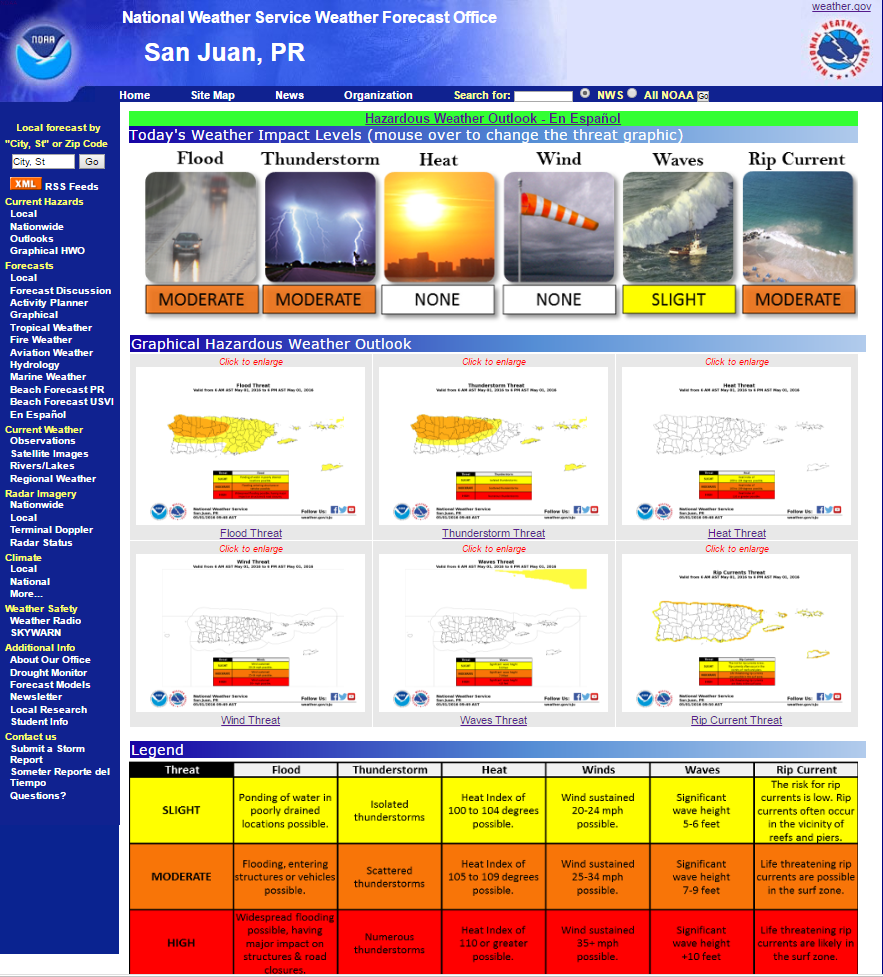 weather.gov
National Weather Service Weather Forecast Office
NOAA
San Juan, PR
NATIONAL WEATHER SERVICE
Home Site Map News Organization Search for: NWS All NOAA Go
Local forecast by
"City, St" or Zip Code
City, St Go
XML RSS Feeds
Current Hazards
Local
Nationwide
Outlooks
Graphical HWO
Forecasts
Local
Forecast Discussion
Activity Planner
Graphical
Tropical Weather
Fire Weather
Aviation Weather
Hydrology
Marine Weather
Beach Forecast PR
Beach Forecast USVI
En Español
Current Weather
Observations
Satellite Images
Rivers/Lakes
Regional Weather
Radar Imagery
Nationwide
Local
Terminal Doppler
Radar Status
Climate
Local
National
More...
Weather Safety
Weather Radio
SKYWARN
Additional Info
About Our Office
Drought Monitor
Forecast Models
Newsletter
Local Research
Student Info
Contact us
Submit a Storm
Report
Someter Reporte del
Tiempo
Questions?
Hazardous Weather Outlook - En Español
Today's Weather Impact Levels (mouse over to change the threat graphic)
Flood Thunderstorm Heat Wind Waves Rip Current
MODERATE MODERATE NONE NONE SLIGHT MODERATE
Graphical Hazardous Weather Outlook
Click to enlarge Click to enlarge Click to enlarge
Flood Threat Thunderstorm Threat Heat Threat
Valid from 6 AM AST May 01, 2016 to 6 PM AST May 01, 2016 Valid from 6 AM AST May 01, 2016 to 6 PM AST May 01, 2016 Valid from 6 AM AST May 01, 2016 to 6 PM AST May 01, 2016
National Weather Service Follow Us: National Weather Service Follow Us: National Weather Service Follow Us:
San Juan, PR San Juan, PR San Juan, PR
Flood Threat Thunderstorm Threat Heat Threat
Click to enlarge Click to enlarge Click to enlarge
Wind Threat Waves Threat Rip Currents Threat
Valid from 6 AM AST May 01, 2016 to 6 PM AST May 01, 2016 Valid from 6 AM AST May 01, 2016 to 6 PM AST May 01, 2016 Valid from 6 AM AST May 01, 2016 to 6 PM AST May 01, 2016
National Weather Service Follow Us: National Weather Service Follow Us: National Weather Service Follow Us:
San Juan, PR San Juan, PR San Juan, PR
Wind Threat Waves Threat Rip Current Threat
Legend
Threat Flood Thunderstorm Heat Winds Waves Rip Current
SLIGHT
Ponding of water in
poorly drained
locations possible.
Isolated
thunderstorms
Heat Index of
100 to 104 degrees
possible.
Wind sustained
20-24 mph
possible.
Significant
wave height
5-6 feet
The risk for rip
currents is low. Rip
currents often occur
in the vicinity of
reefs and piers.
MODERATE
Flooding, entering
structures or vehicles
possible.
Scattered
thunderstorms
Heat Index of
105 to 109 degrees
possible.
Wind sustained
25-34 mph
possible.
Significant
wave height
7-9 feet
Life threatening rip
currents are possible
in the surf zone.
HIGH
Widespread flooding
possible, having
major impact on
structures & road
closures.
Numerous
thunderstorms
Heat Index of
110 or greater
possible.
Wind sustained
35+ mph
possible.
Significant
wave height
+10 feet
Life threatening rip
currents are likely in
the surf zone.